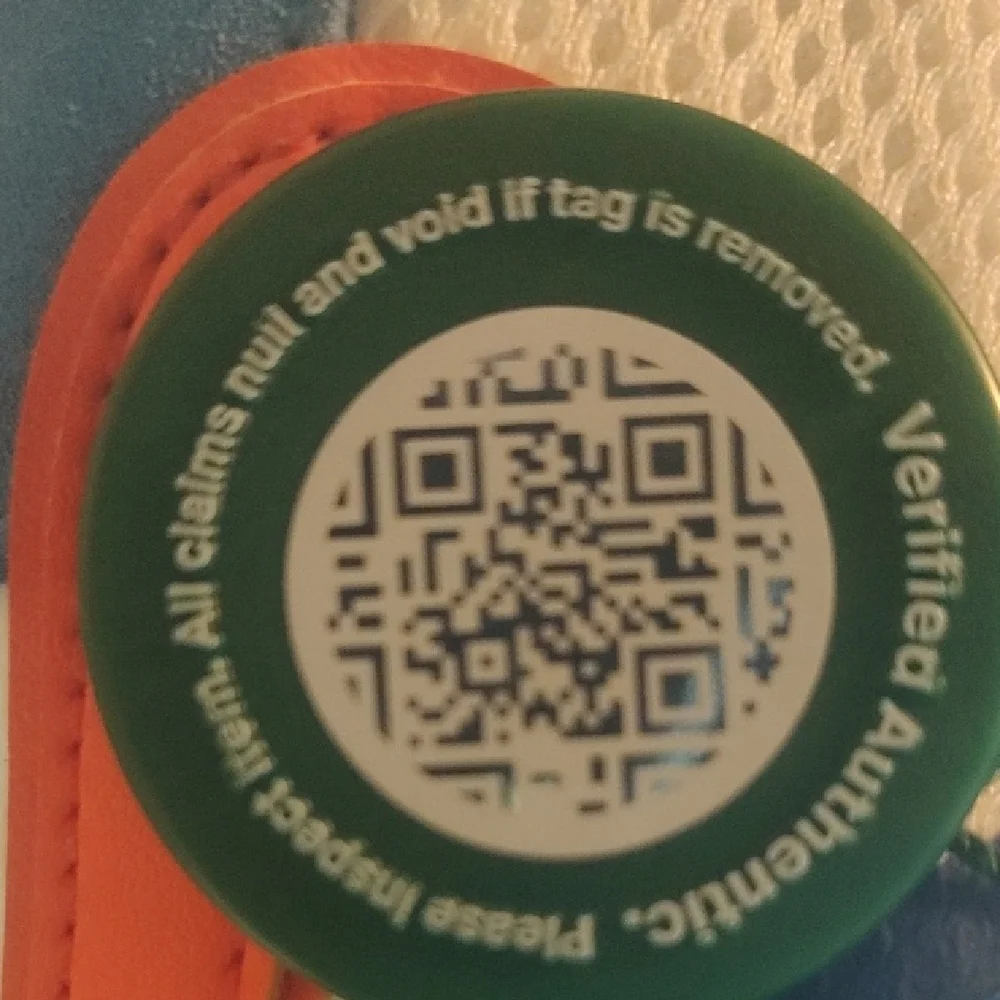 Verified Authentic.
Please inspect item. All claims null and void if tag is removed.